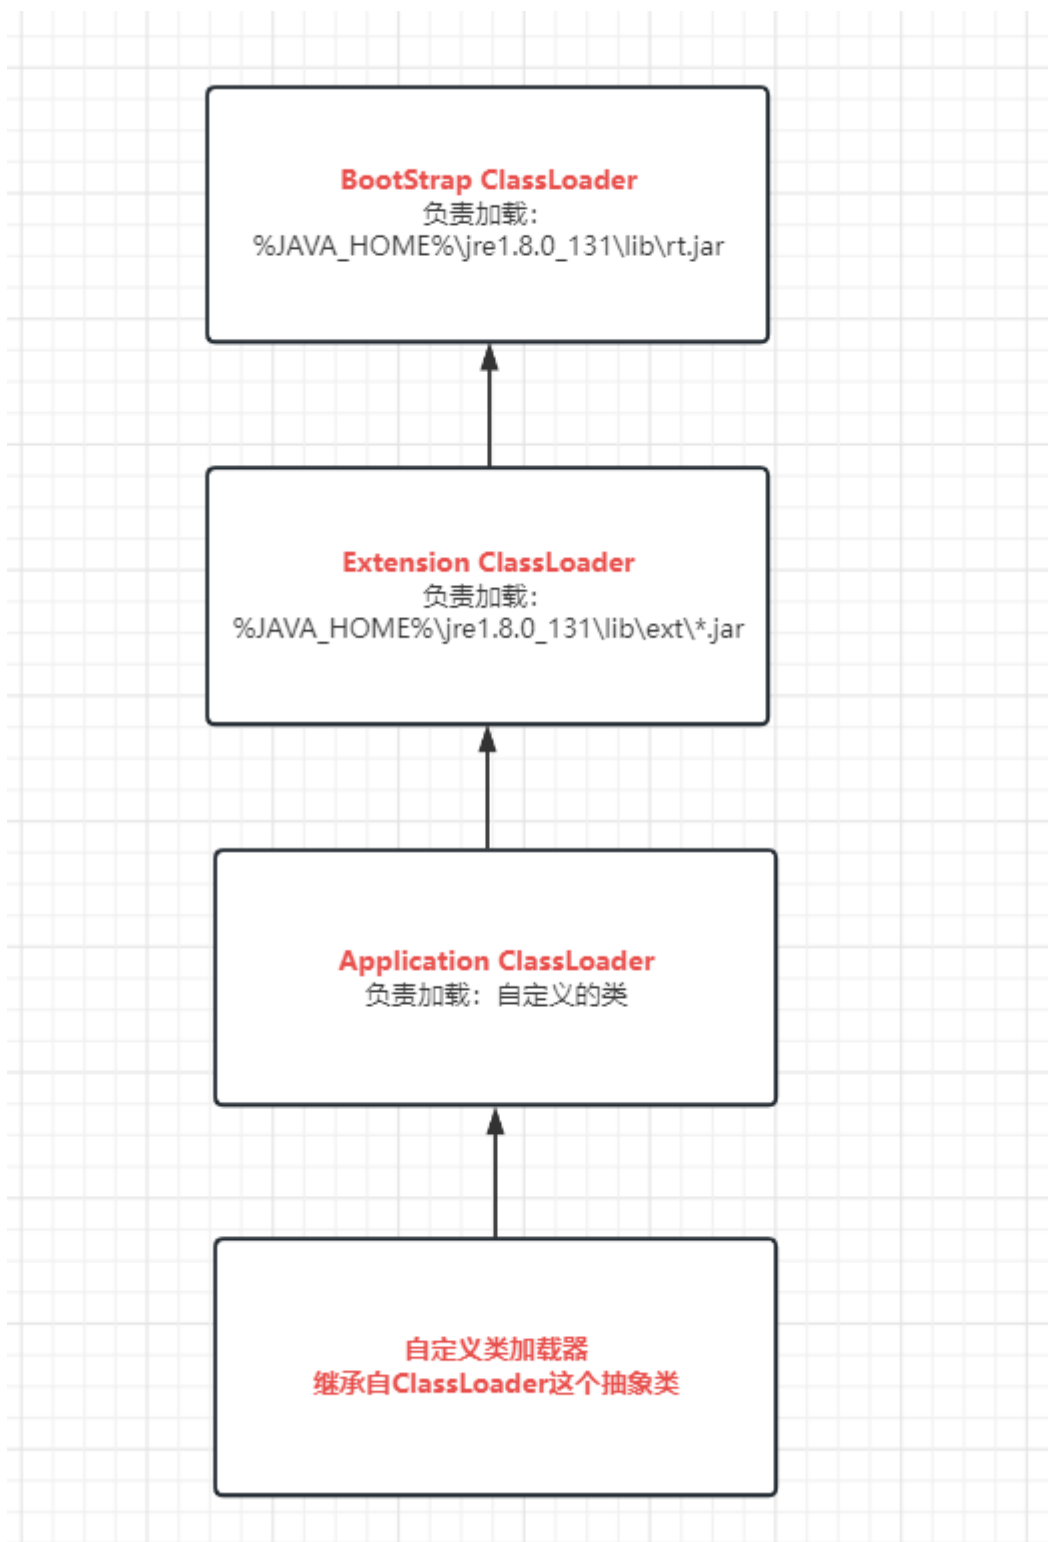 BootStrap ClassLoader
负责加载：
%JAVA_HOME%\jre1.8.0_131\lib\rt.jar
Extension ClassLoader
负责加载：
%JAVA_HOME%\jre1.8.0_131\lib\ext\*.jar
Application ClassLoader
负责加载：自定义的类
自定义类加载器
继承自ClassLoader这个抽象类